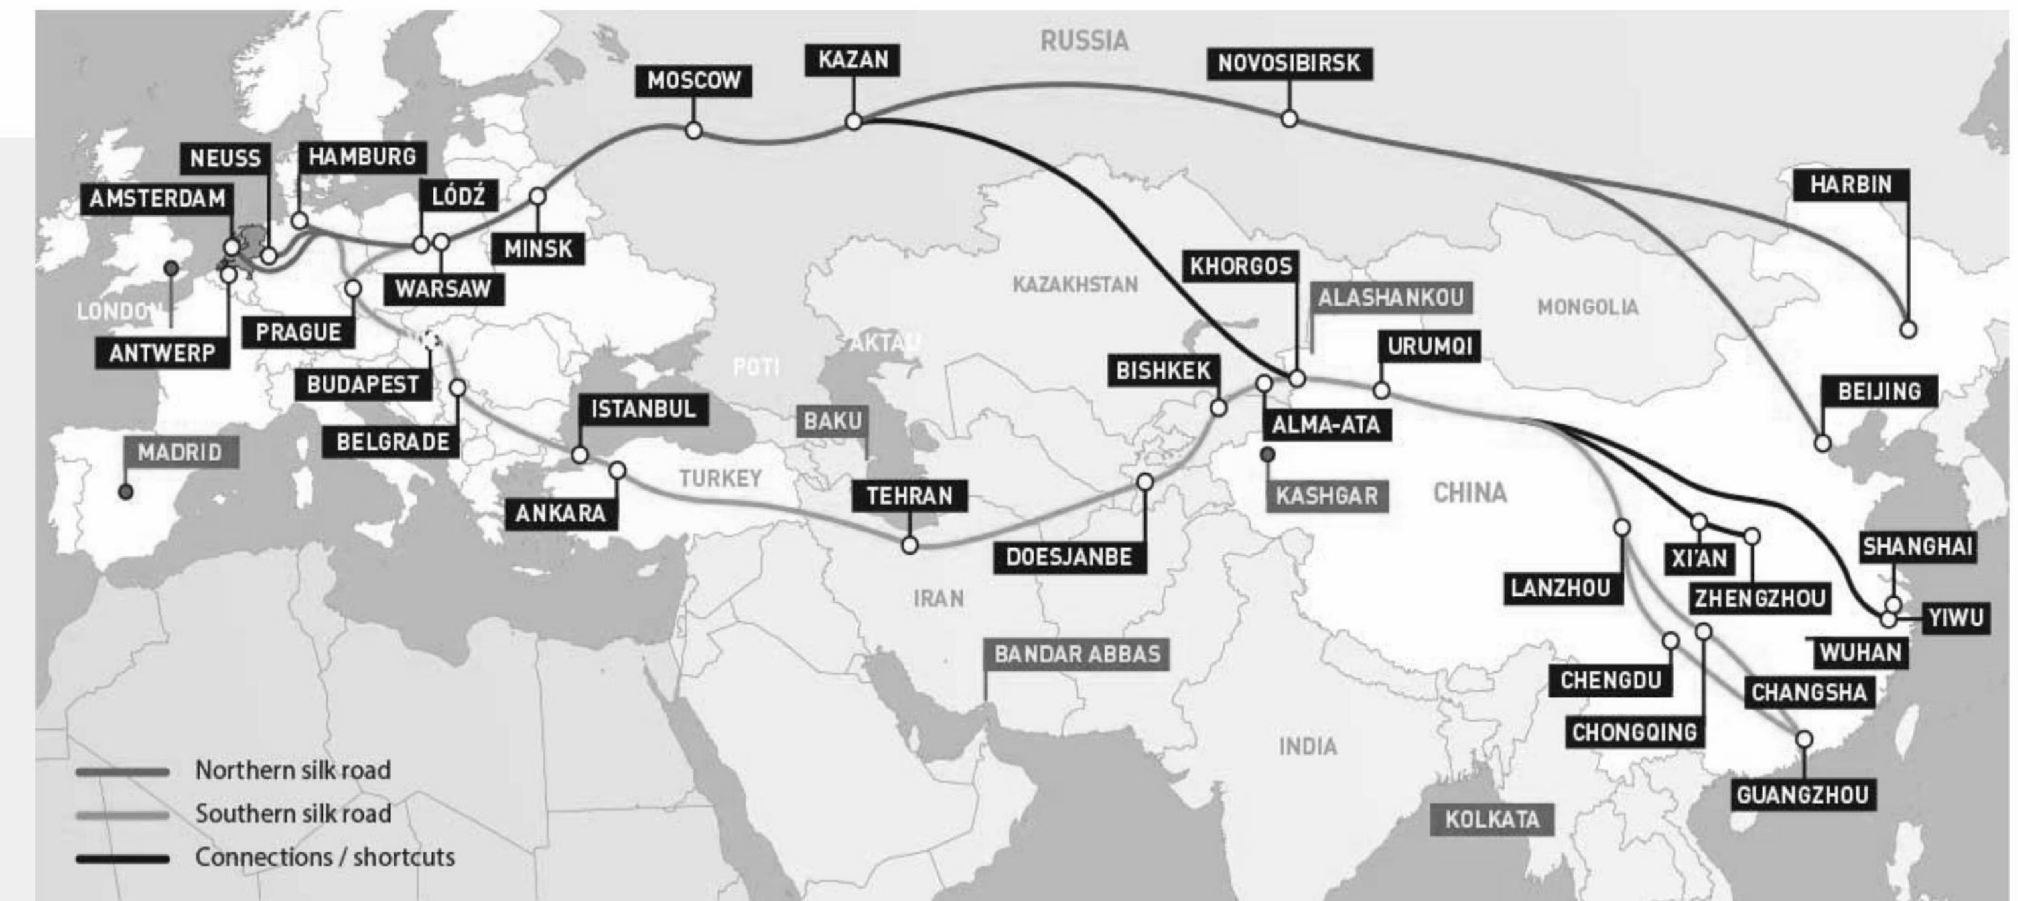 RUSSIA
KAZAN
MOSCOW
NOVOSIBIRSK
NEUSS
HAMBURG
AMSTERDAM
LÓDŹ
HARBIN
MINSK
KHORGOS
KAZAKHSTAN
WARSAW
ALASHANKOU
MONGOLIA
LONDON
PRAGUE
ANTWERP
AKTAU
URUMQI
POTI
BISHKEK
BUDAPEST
BEIJING
ISTANBUL
BAKU
ALMA-ATA
BELGRADE
MADRID
TURKEY
TEHRAN
KASHGAR
CHINA
ANKARA
DOESJANBE
XI'AN
SHANGHAI
LANZHOU
ZHENGZHOU
IRAN
YIWU
BANDAR ABBAS
WUHAN
CHENGDU
CHANGSHA
CHONGQING
INDIA
GUANGZHOU
KOLKATA
Northern silk road
Southern silk road
Connections / shortcuts